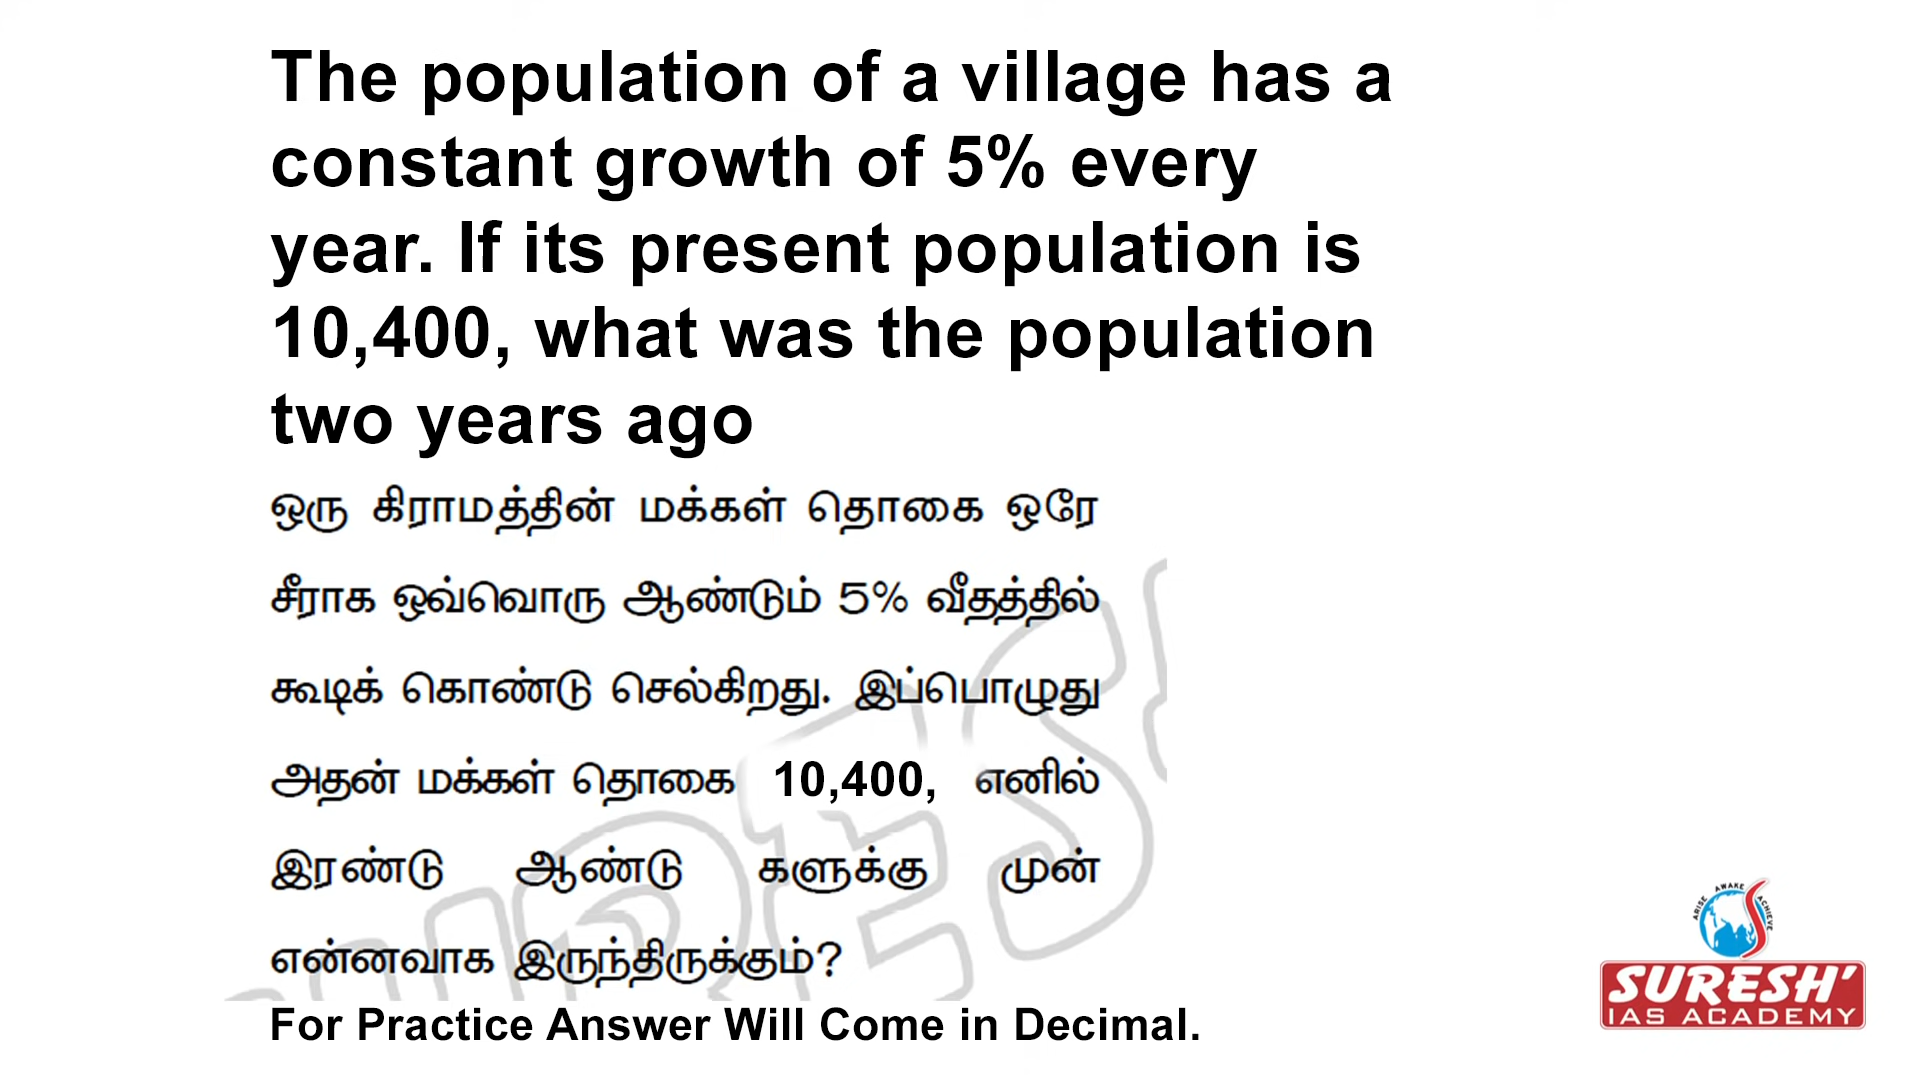 The population of a village has a
constant growth of 5% every
year. If its present population is
10,400, what was the population
two years ago
ஒரு கிராமத்தின் மக்கள் தொகை ஒரே
சீராக ஒவ்வொரு ஆண்டும் 5% வீதத்தில்
கூடிக் கொண்டு செல்கிறது. இப்பொழுது
அதன் மக்கள் தொகை 10,400, எனில்
இரண்டு ஆண்டு களுக்கு முன்
என்னவாக இருந்திருக்கும்?
For Practice Answer Will Come in Decimal.
ARISE AWAKE ACHIEVE
SURESH'
IAS ACADEMY